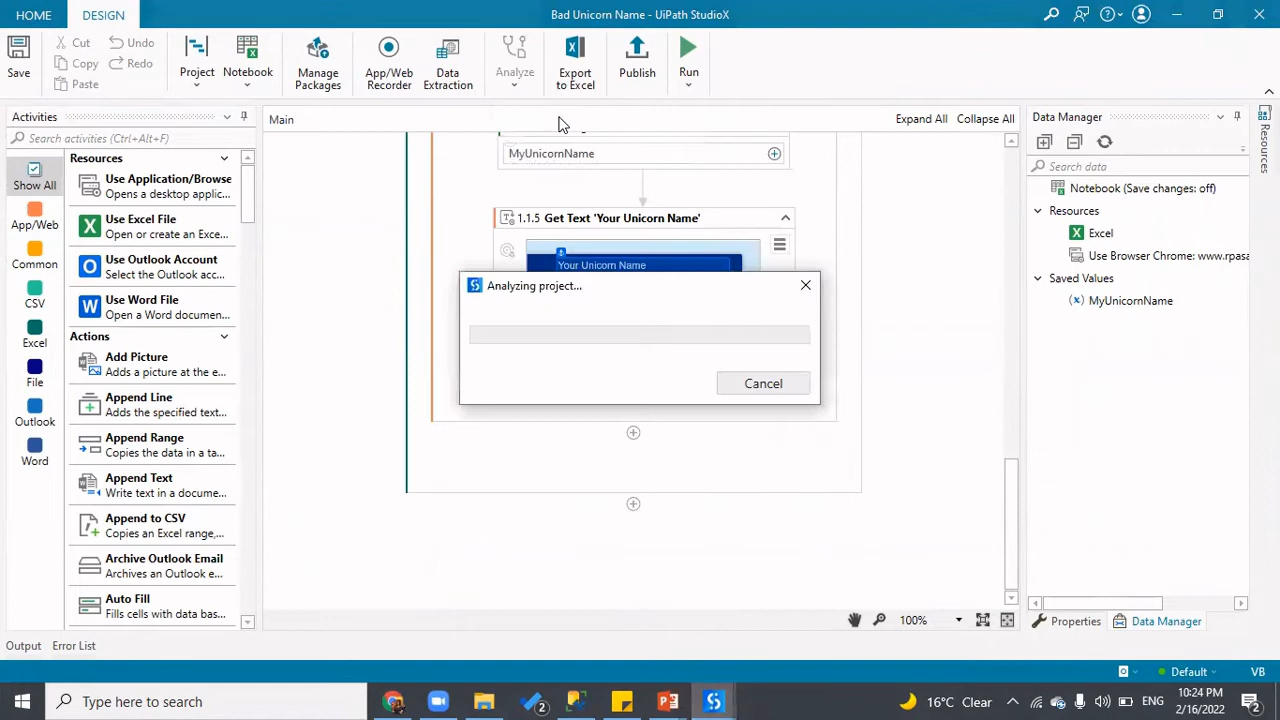 HOME
DESIGN
Bad Unicorn Name - UiPath StudioX
Save
Cut
Copy
Paste
Undo
Redo
Project
Notebook
Manage
Packages
App/Web
Recorder
Data
Extraction
Analyze
Export
to Excel
Publish
Run
Activities
Search activities (Ctrl+Alt+F)
Show All
App/Web
Common
CSV
Excel
File
Outlook
Word
Resources
Use Application/Browse
Opens a desktop applic...
Use Excel File
Open or create an Exce...
Use Outlook Account
Select the Outlook acc...
Use Word File
Open a Word documen...
Actions
Add Picture
Adds a picture at the e...
Append Line
Adds the specified text...
Append Range
Copies the data in a ta...
Append Text
Write text in a docume...
Append to CSV
Copies an Excel range,...
Archive Outlook Email
Archives an Outlook e...
Auto Fill
Fills cells with data bas...
Main
Expand All
Collapse All
MyUnicornName
1.1.5 Get Text 'Your Unicorn Name'
Your Unicorn Name
Analyzing project...
Cancel
100%
Data Manager
Search data
Notebook (Save changes: off)
Resources
Excel
Use Browser Chrome: www.rpasa
Saved Values
(x) MyUnicornName
Resources
Properties
Data Manager
Output
Error List
Default
VB
Type here to search
2
16°C Clear
ENG
10:24 PM
2/16/2022
2